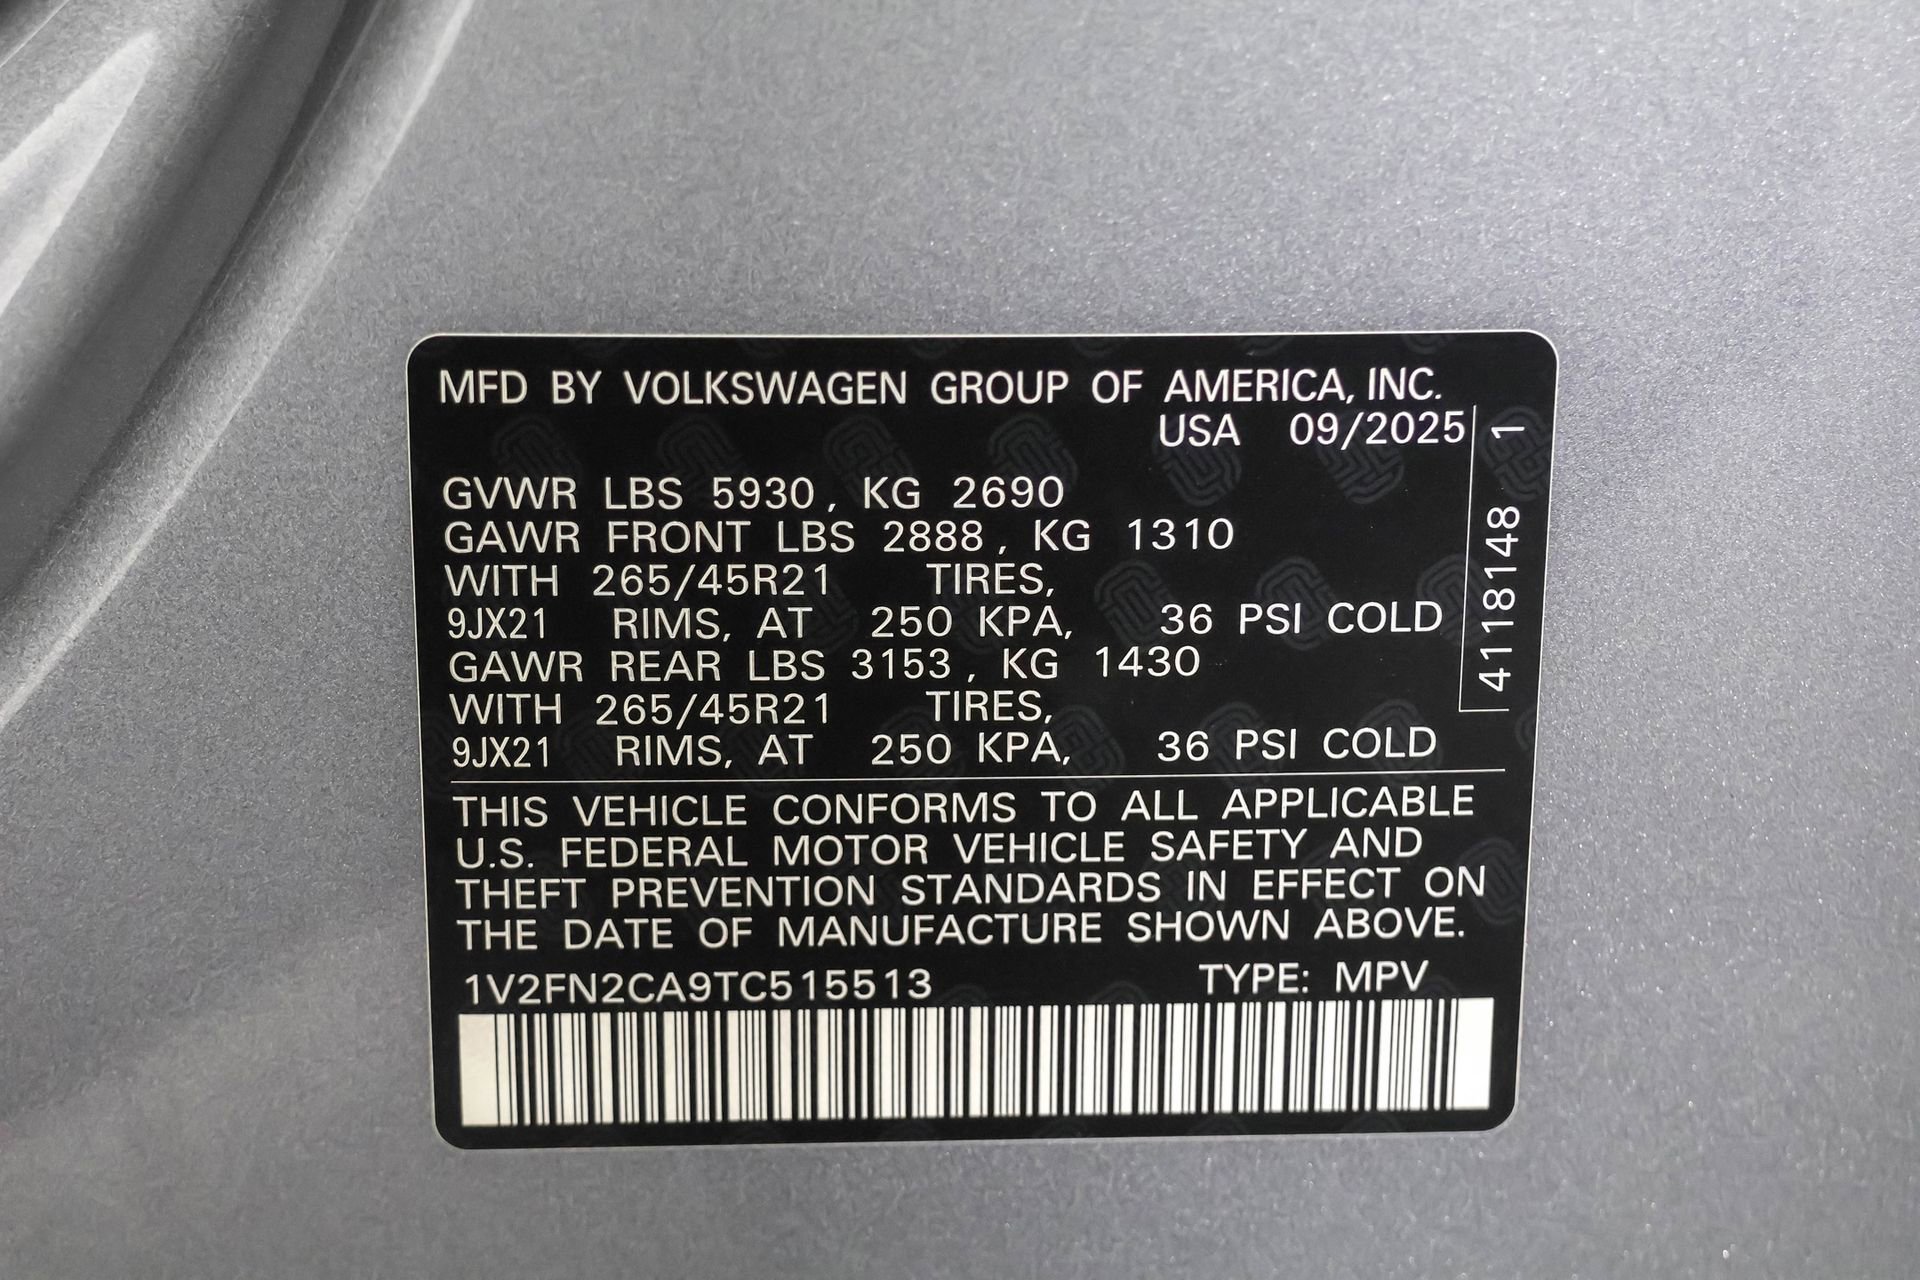 MFD BY VOLKSWAGEN GROUP OF AMERICA, INC.
USA 09/2025
GVWR LBS 5930, KG 2690
GAWR FRONT LBS 2888, KG 1310
WITH 265/45R21 TIRES,
9JX21 RIMS, AT 250 KPA, 36 PSI COLD
GAWR REAR LBS 3153, KG 1430
WITH 265/45R21 TIRES,
9JX21 RIMS, AT 250 KPA, 36 PSI COLD
4118148 1
THIS VEHICLE CONFORMS TO ALL APPLICABLE
U.S. FEDERAL MOTOR VEHICLE SAFETY AND
THEFT PREVENTION STANDARDS IN EFFECT ON
THE DATE OF MANUFACTURE SHOWN ABOVE.
1V2FN2CA9TC515513 TYPE: MPV